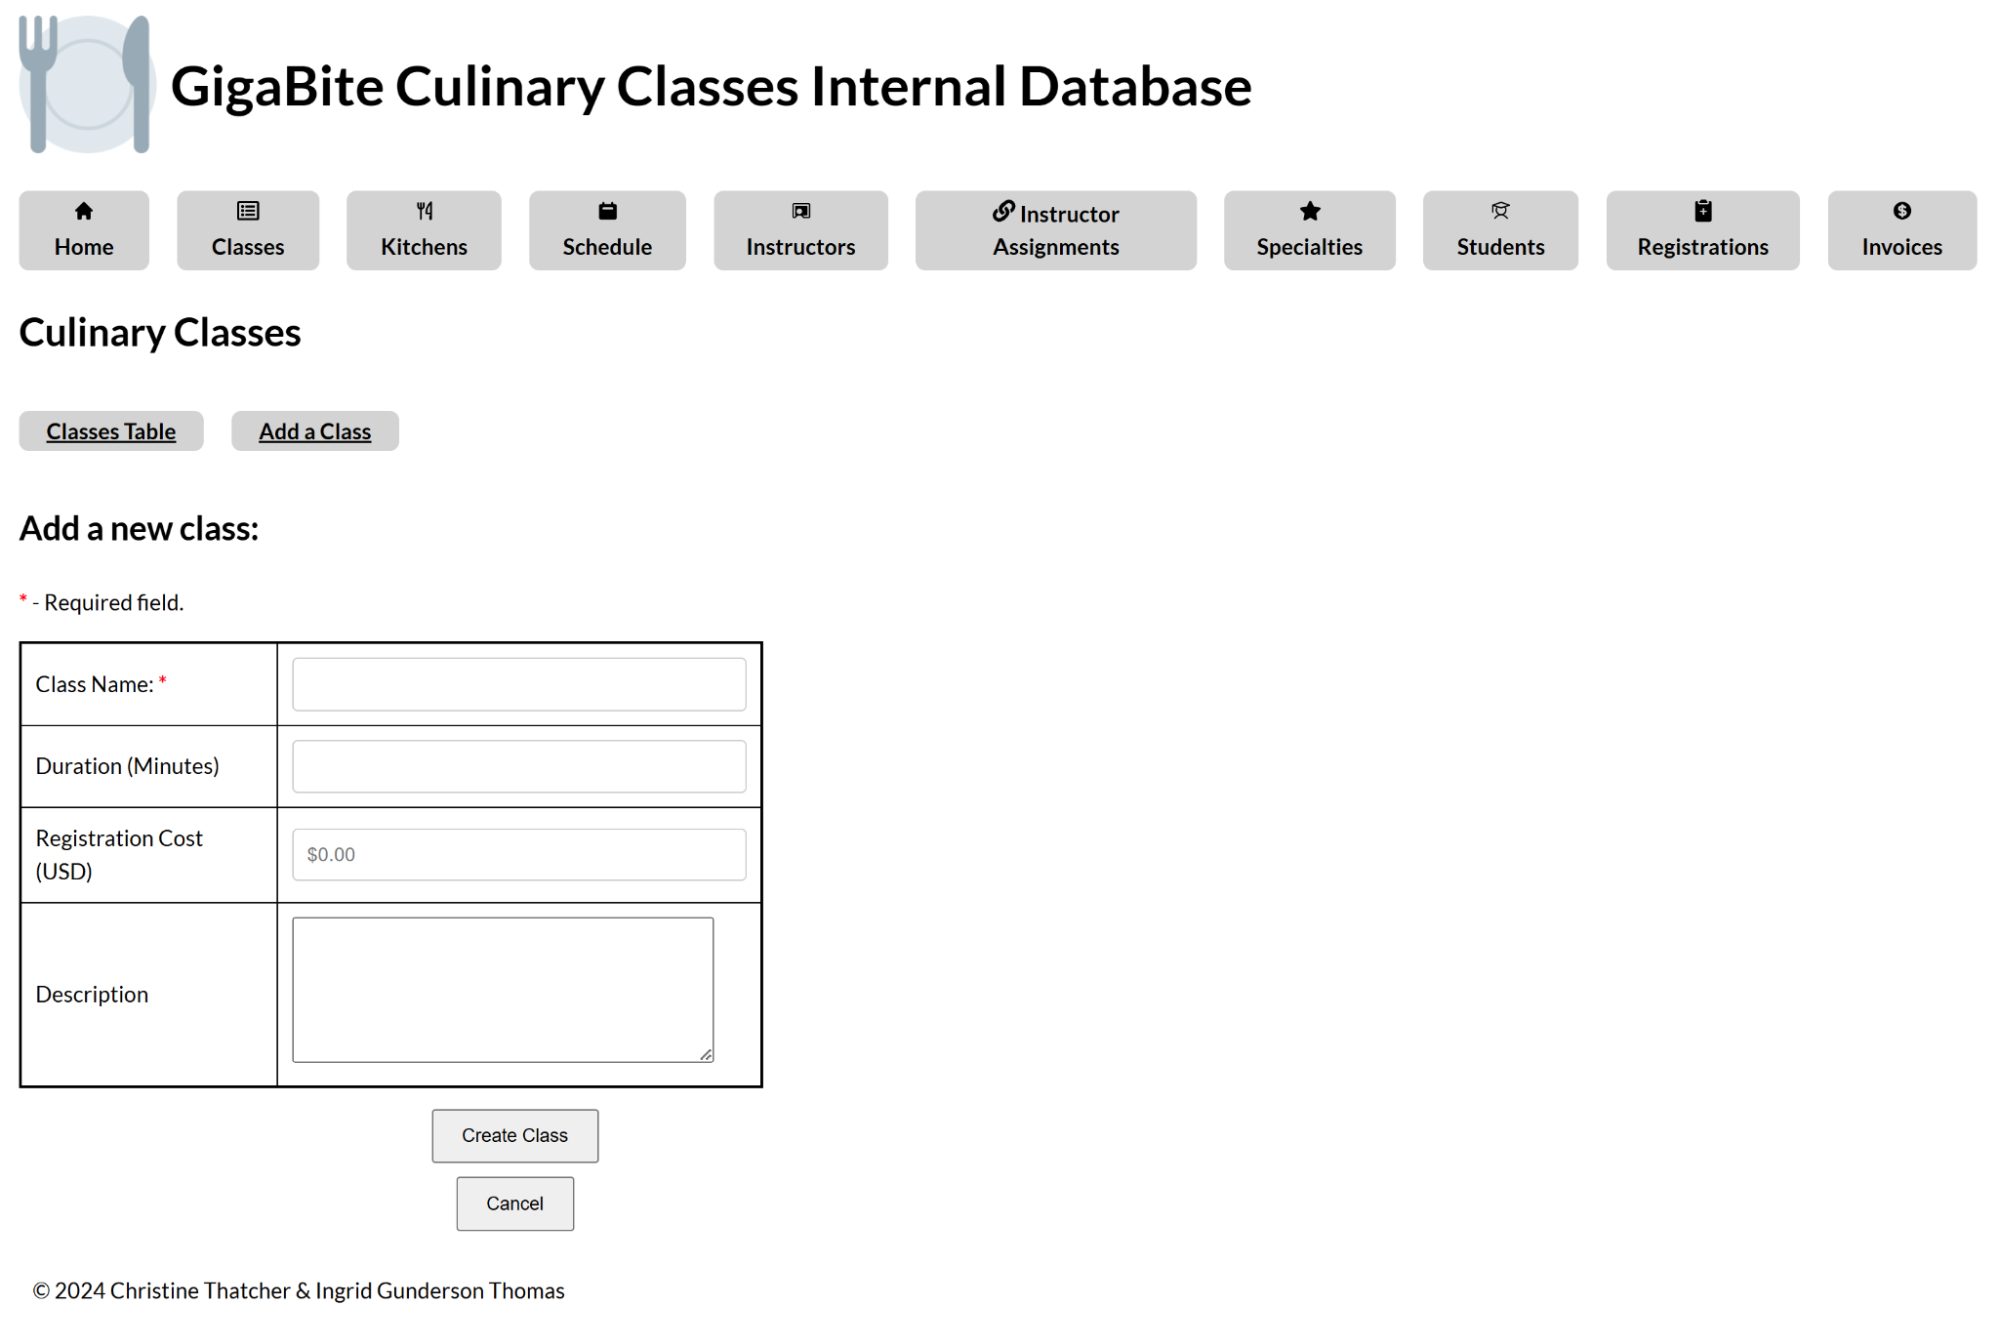 GigaBite Culinary Classes Internal Database
Home
Classes
Kitchens
Schedule
Instructors
Instructor
Assignments
Specialties
Students
Registrations
Invoices
Culinary Classes
Classes Table
Add a Class
Add a new class:
* - Required field.
Class Name: *
Duration (Minutes)
Registration Cost
(USD)
$0.00
Description
Create Class
Cancel
© 2024 Christine Thatcher & Ingrid Gunderson Thomas